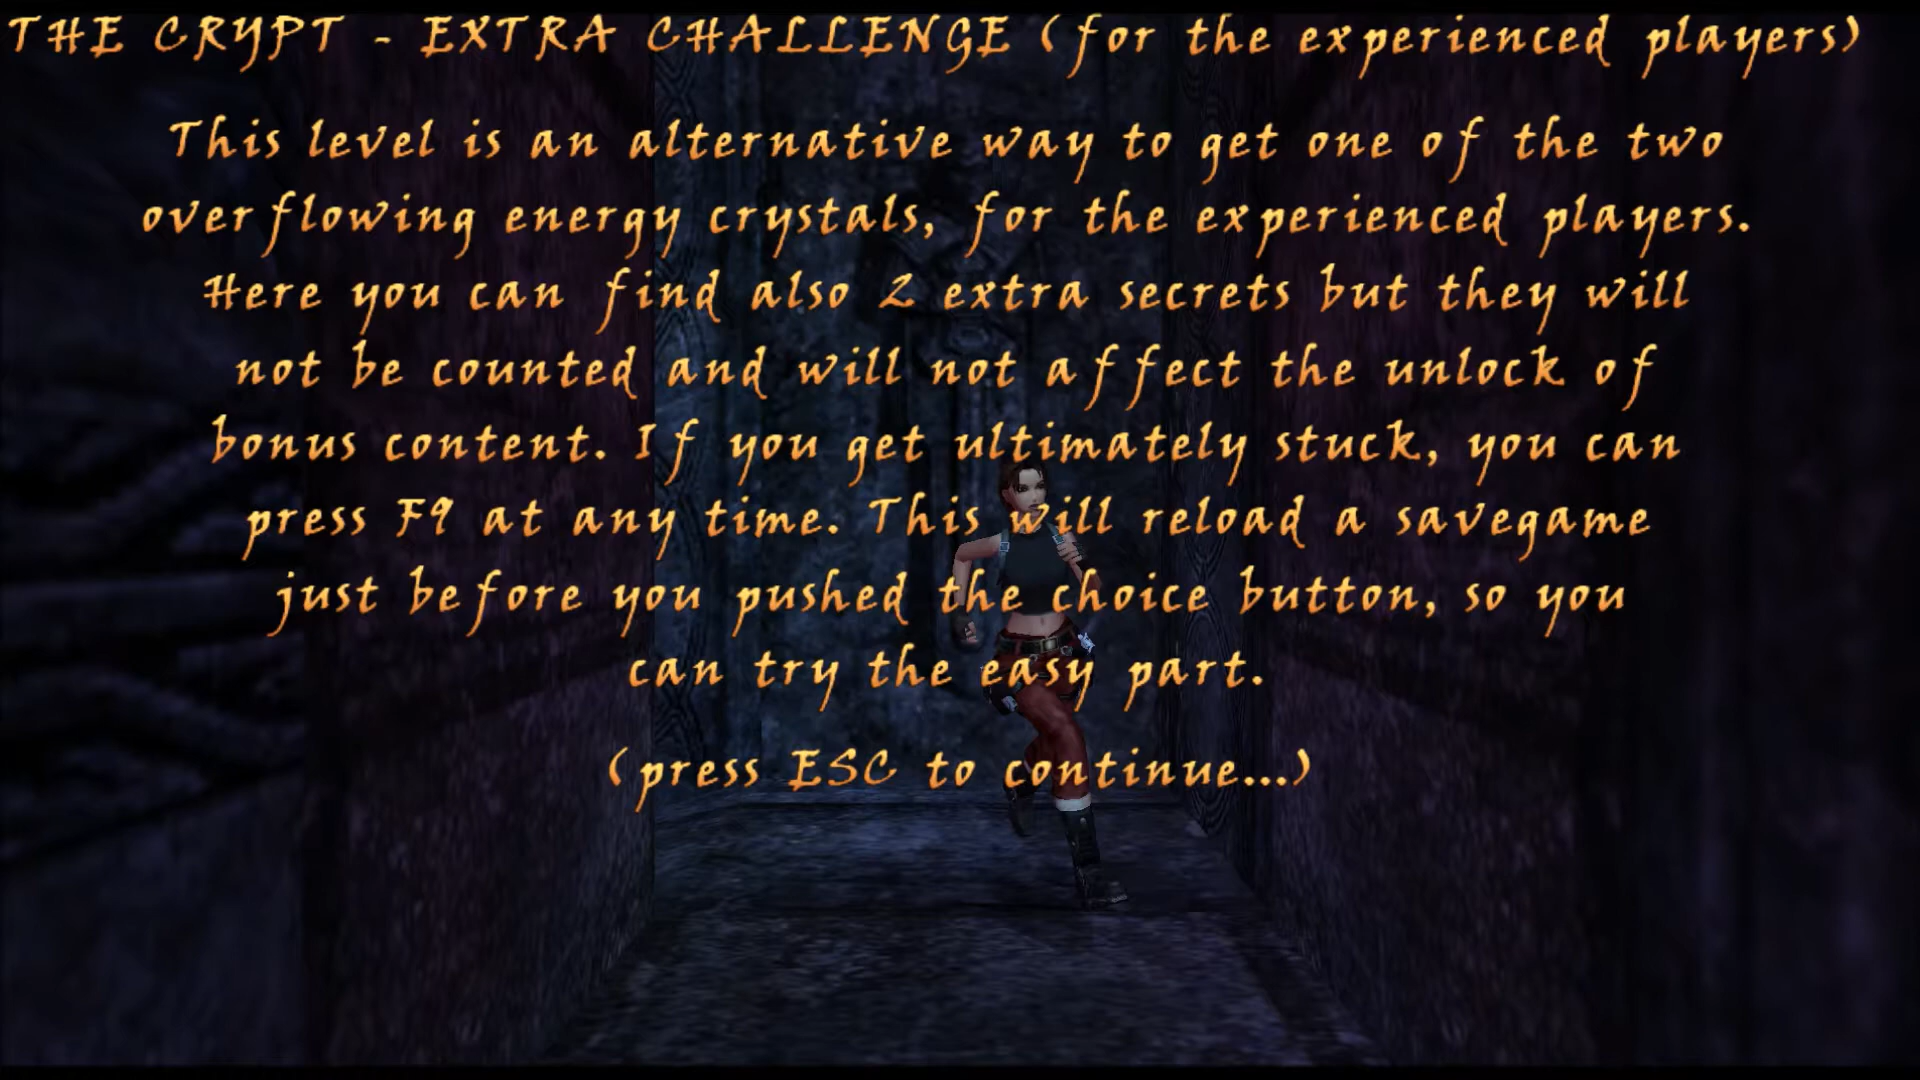 THE CRYPT - EXTRA CHALLENGE (for the experienced players)
This level is an alternative way to get one of the two
overflowing energy crystals, for the experienced players.
Here you can find also 2 extra secrets but they will
not be counted and will not affect the unlock of
bonus content. If you get ultimately stuck, you can
press F9 at any time. This will reload a savegame
just before you pushed the choice button, so you
can try the easy part.
(press ESC to continue...)